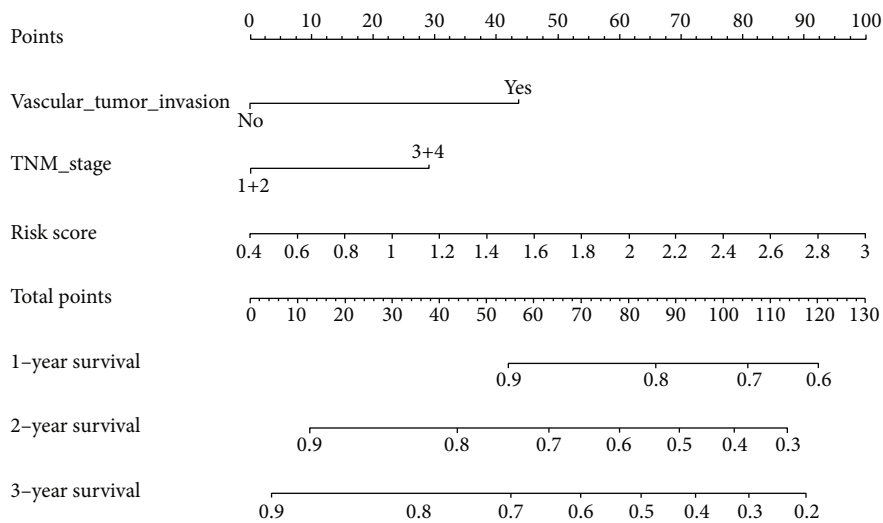 Points 0 10 20 30 40 50 60 70 80 90 100
Vascular_tumor_invasion No Yes
TNM_stage 1+2 3+4
Risk score 0.4 0.6 0.8 1 1.2 1.4 1.6 1.8 2 2.2 2.4 2.6 2.8 3
Total points 0 10 20 30 40 50 60 70 80 90 100 110 120 130
1–year survival 0.9 0.8 0.7 0.6
2–year survival 0.9 0.8 0.7 0.6 0.5 0.4 0.3
3–year survival 0.9 0.8 0.7 0.6 0.5 0.4 0.3 0.2